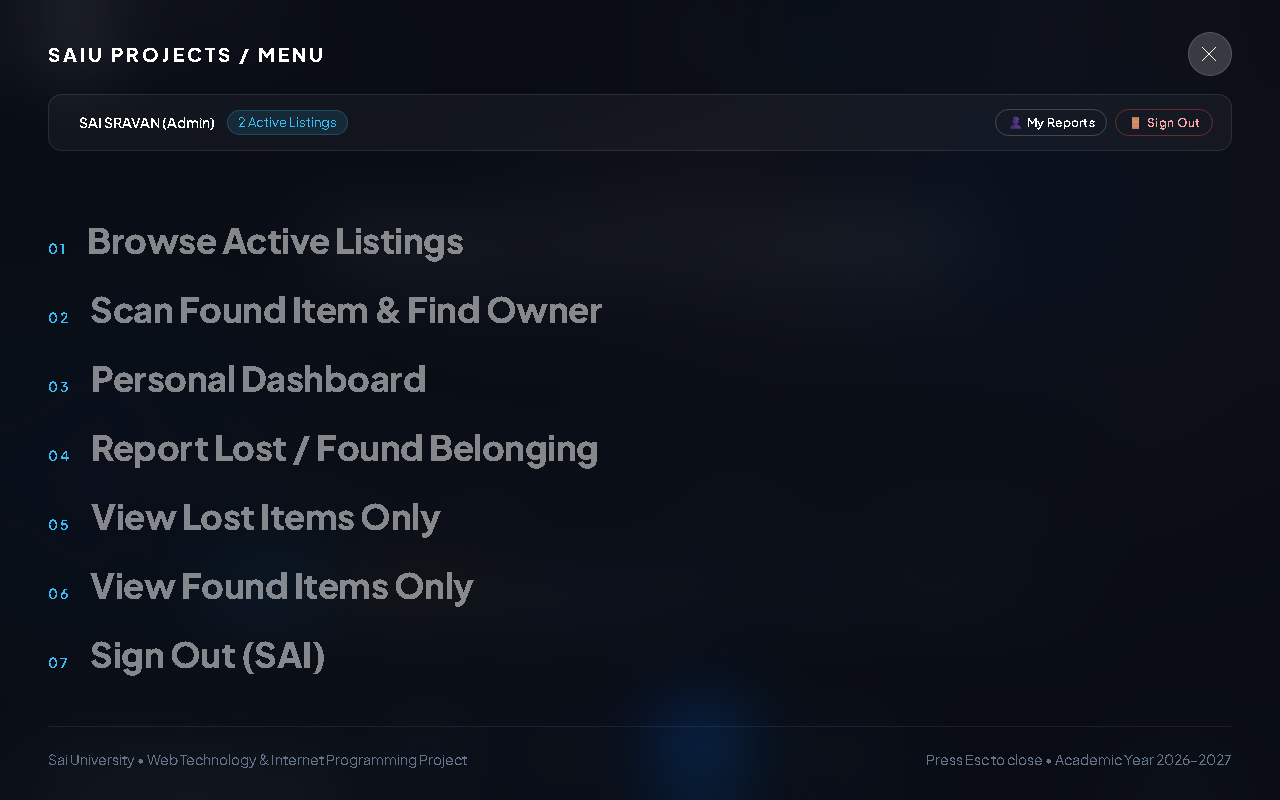 SAIU PROJECTS / MENU
SAI SRAVAN (Admin) 2 Active Listings My Reports Sign Out
01 Browse Active Listings
02 Scan Found Item & Find Owner
03 Personal Dashboard
04 Report Lost / Found Belonging
05 View Lost Items Only
06 View Found Items Only
07 Sign Out (SAI)
Sai University • Web Technology & Internet Programming Project Press Esc to close • Academic Year 2026–2027